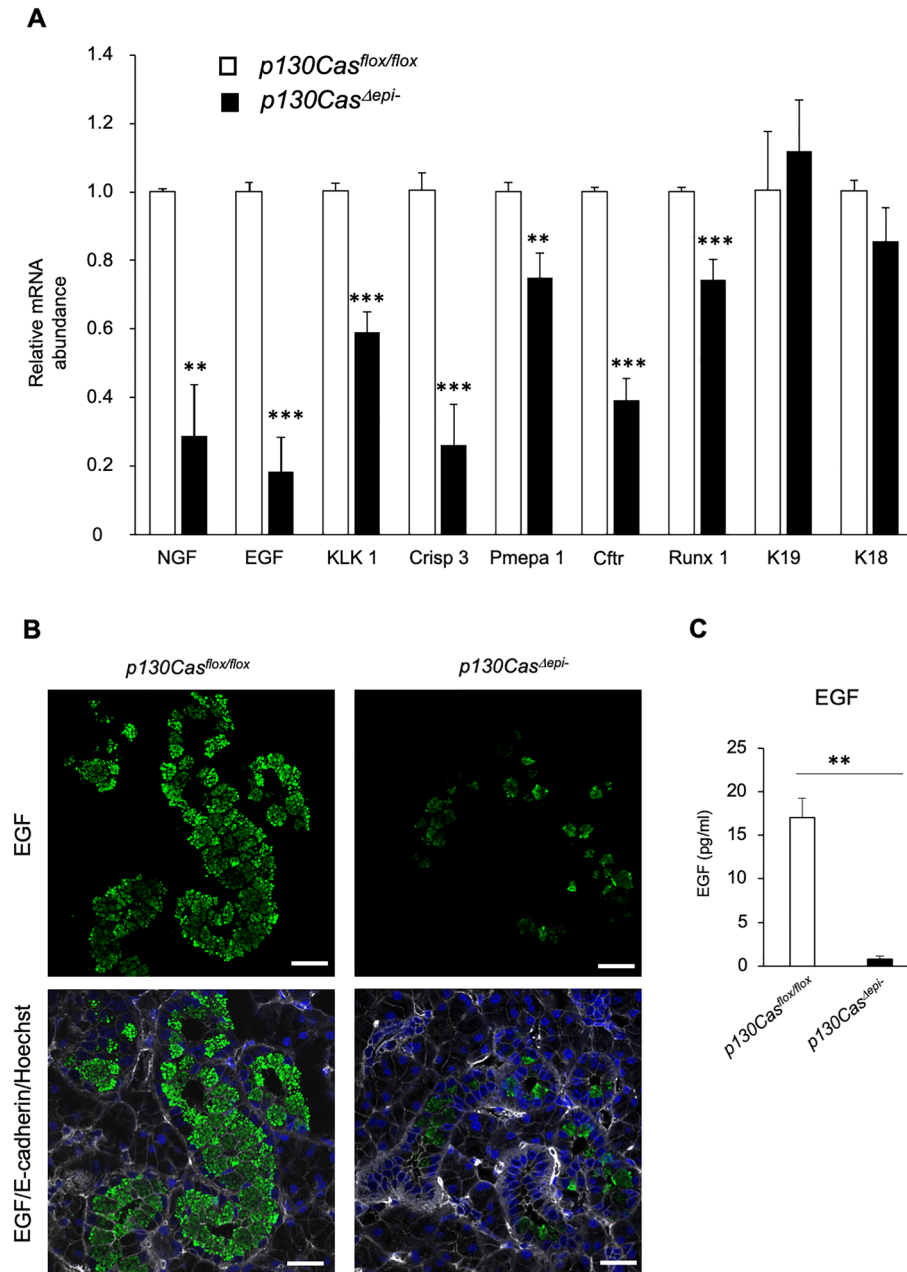 A
1.4
1.2
1.0
0.8
0.6
0.4
0.2
0
Relative mRNA
abundance
p130Cas^flox/flox
p130Cas^Δepi-
** *** *** *** ** *** ***
NGF EGF KLK 1 Crisp 3 Pmepa 1 Cftr Runx 1 K19 K18
B
p130Cas^flox/flox p130Cas^Δepi-
EGF
EGF/E-cadherin/Hoechst
C
EGF
25
20
15
10
5
0
EGF (pg/ml)
**
p130Cas^flox/flox
p130Cas^Δepi-